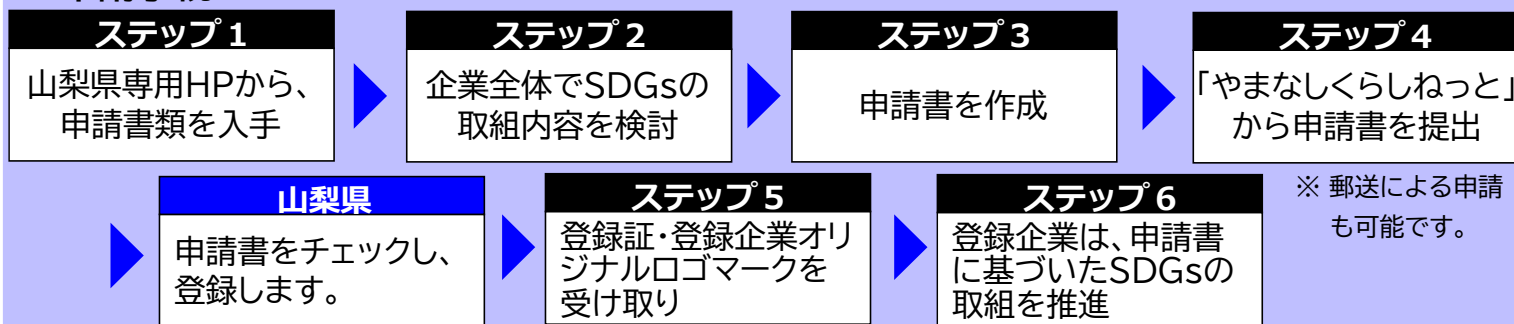 ステップ1
山梨県専用HPから、
申請書類を入手
ステップ2
企業全体でSDGsの
取組内容を検討
ステップ3
申請書を作成
ステップ4
「やまなしくらしねっと」
から申請書を提出
※ 郵送による申請
も可能です。
山梨県
申請書をチェックし、
登録します。
ステップ5
登録証・登録企業オリ
ジナルロゴマークを
受け取り
ステップ6
登録企業は、申請書
に基づいたSDGsの
取組を推進